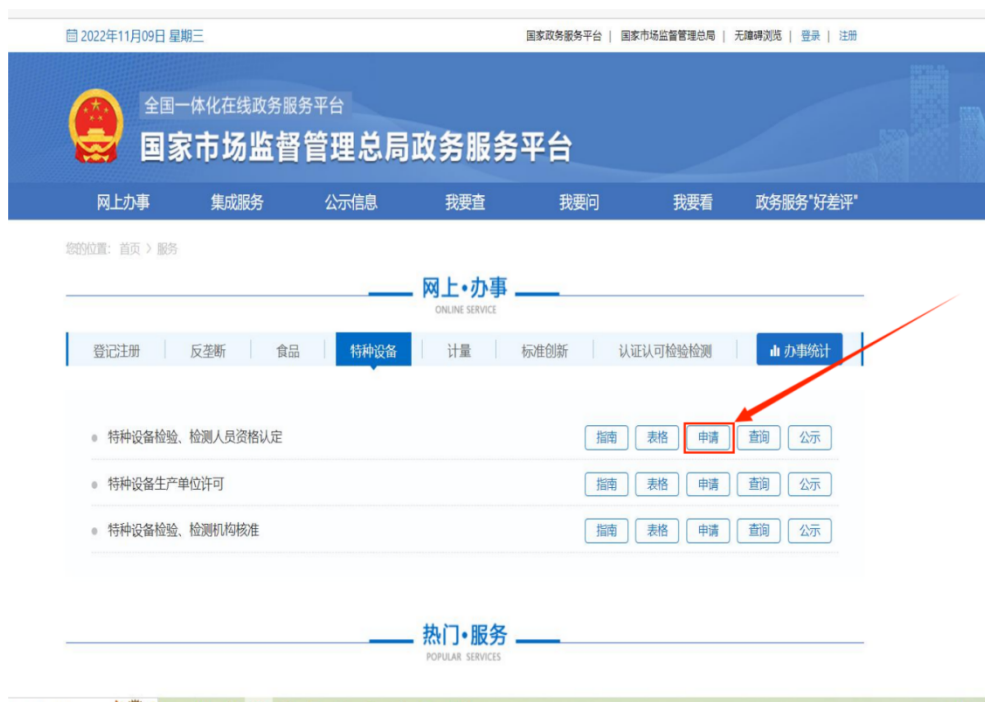 2022年11月09日 星期三 国家政务服务平台 | 国家市场监督管理总局 | 无障碍浏览 | 登录 | 注册
全国一体化在线政务服务平台
国家市场监督管理总局政务服务平台
网上办事 集成服务 公示信息 我要查 我要问 我要看 政务服务"好差评"
您的位置: 首页 > 服务
网上•办事
ONLINE SERVICE
登记注册 反垄断 食品 特种设备 计量 标准创新 认证认可检验检测 办事统计
特种设备检验、检测人员资格认定 指南 表格 申请 查询 公示
特种设备生产单位许可 指南 表格 申请 查询 公示
特种设备检验、检测机构核准 指南 表格 申请 查询 公示
热门•服务
POPULAR SERVICES